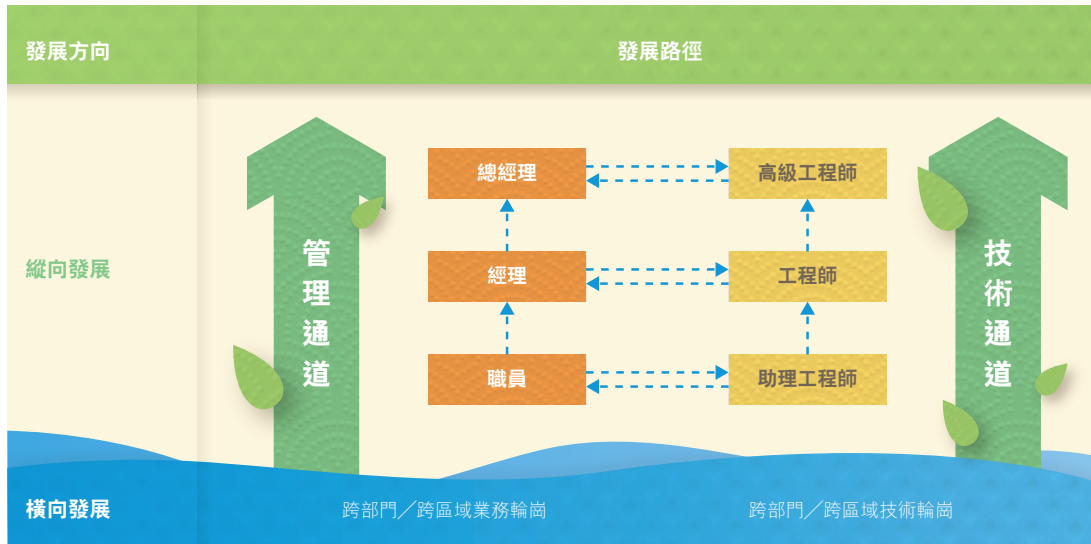 發展方向
發展路徑
縱向發展
管理通道
總經理
高級工程師
經理
工程師
職員
助理工程師
技術通道
橫向發展
跨部門／跨區域業務輪崗
跨部門／跨區域技術輪崗